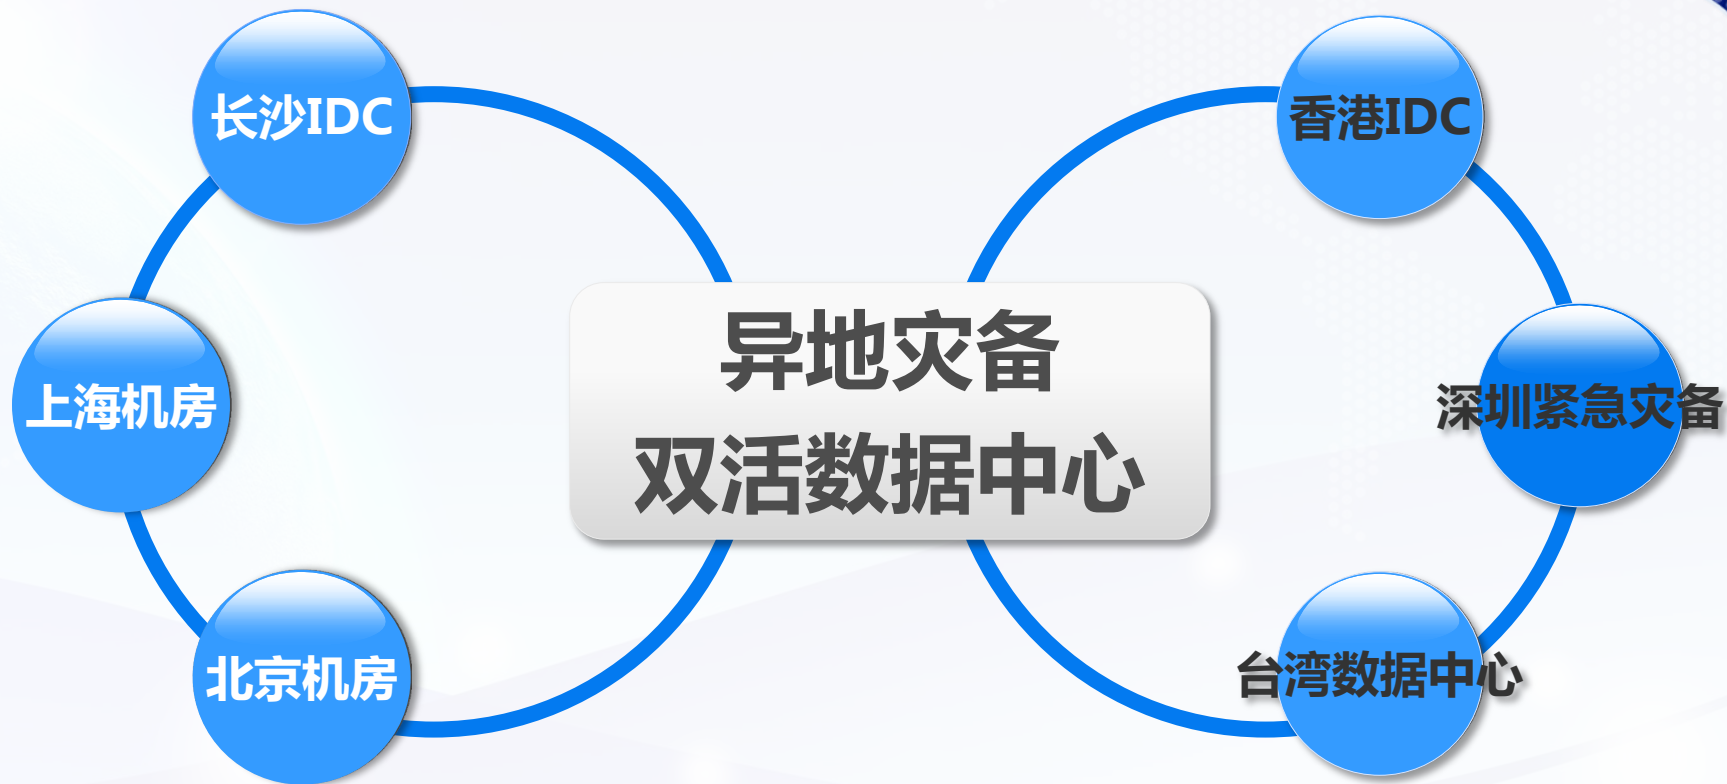 长沙IDC
香港IDC
异地灾备
双活数据中心
上海机房
深圳紧急灾备
北京机房
台湾数据中心